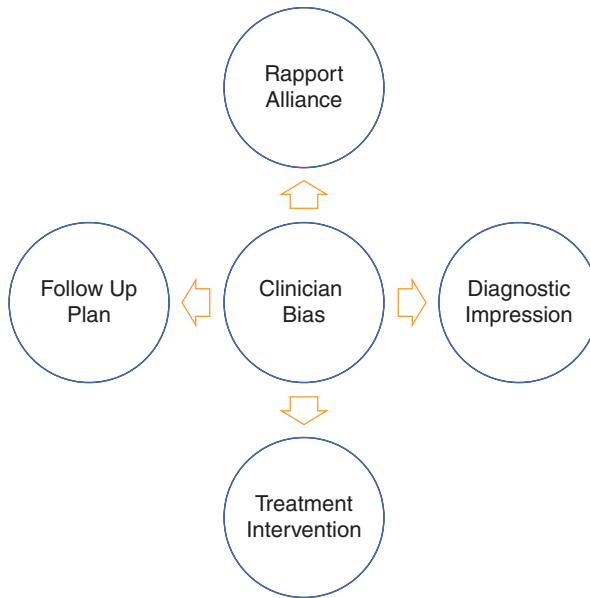 Rapport
Alliance
Follow Up
Plan
Clinician
Bias
Diagnostic
Impression
Treatment
Intervention